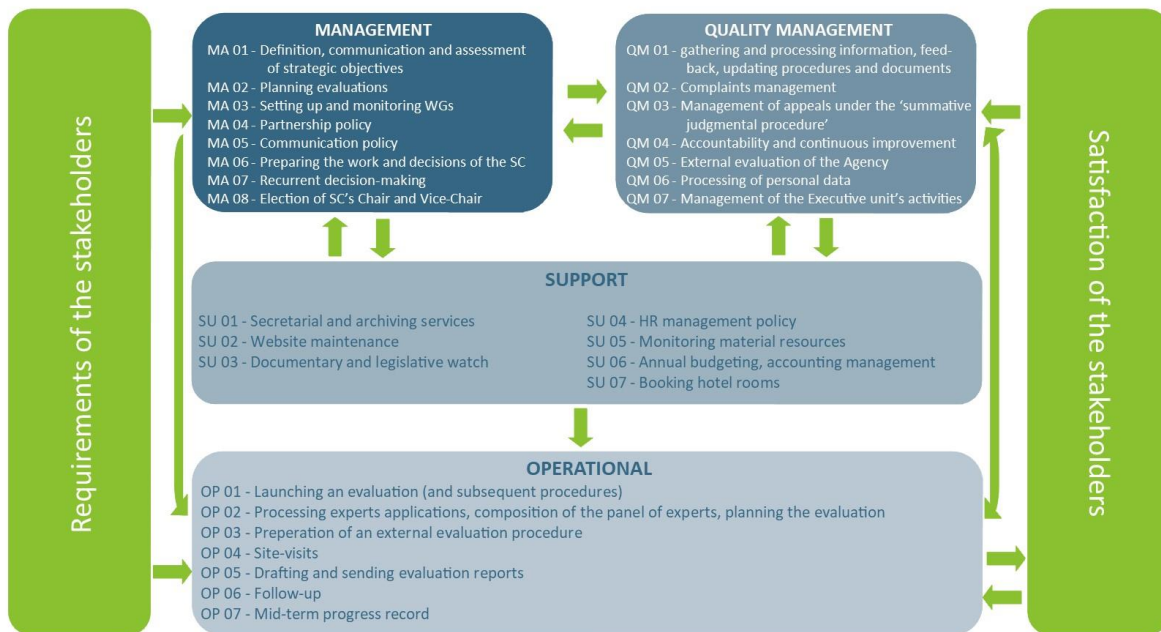 Requirements of the stakeholders
MANAGEMENT
MA 01 - Definition, communication and assessment
of strategic objectives
MA 02 - Planning evaluations
MA 03 - Setting up and monitoring WGs
MA 04 - Partnership policy
MA 05 - Communication policy
MA 06 - Preparing the work and decisions of the SC
MA 07 - Recurrent decision-making
MA 08 - Election of SC's Chair and Vice-Chair
QUALITY MANAGEMENT
QM 01 - gathering and processing information, feed-
back, updating procedures and documents
QM 02 - Complaints management
QM 03 - Management of appeals under the ‘summative
judgmental procedure’
QM 04 - Accountability and continuous improvement
QM 05 - External evaluation of the Agency
QM 06 - Processing of personal data
QM 07 - Management of the Executive unit's activities
SUPPORT
SU 01 - Secretarial and archiving services
SU 02 - Website maintenance
SU 03 - Documentary and legislative watch
SU 04 - HR management policy
SU 05 - Monitoring material resources
SU 06 - Annual budgeting, accounting management
SU 07 - Booking hotel rooms
OPERATIONAL
OP 01 - Launching an evaluation (and subsequent procedures)
OP 02 - Processing experts applications, composition of the panel of experts, planning the evaluation
OP 03 - Preperation of an external evaluation procedure
OP 04 - Site-visits
OP 05 - Drafting and sending evaluation reports
OP 06 - Follow-up
OP 07 - Mid-term progress record
Satisfaction of the stakeholders